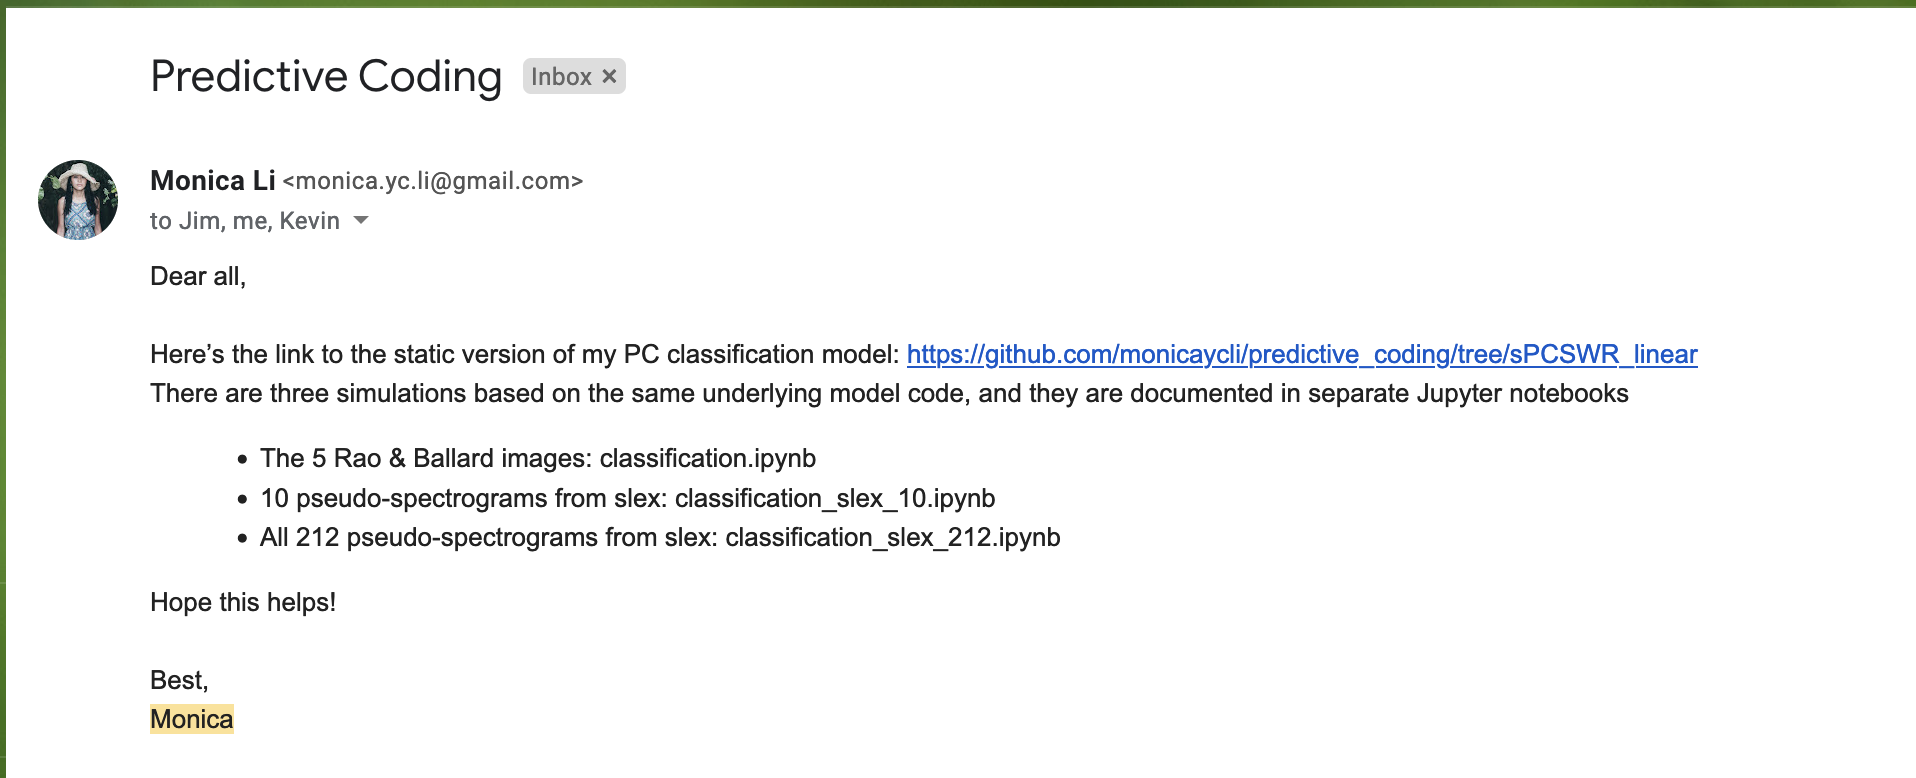 Predictive Coding Inbox ×
Monica Li <monica.yc.li@gmail.com>
to Jim, me, Kevin
Dear all,
Here’s the link to the static version of my PC classification model: https://github.com/monicaycli/predictive_coding/tree/sPCSWR_linear
There are three simulations based on the same underlying model code, and they are documented in separate Jupyter notebooks
• The 5 Rao & Ballard images: classification.ipynb
• 10 pseudo-spectrograms from slex: classification_slex_10.ipynb
• All 212 pseudo-spectrograms from slex: classification_slex_212.ipynb
Hope this helps!
Best,
Monica